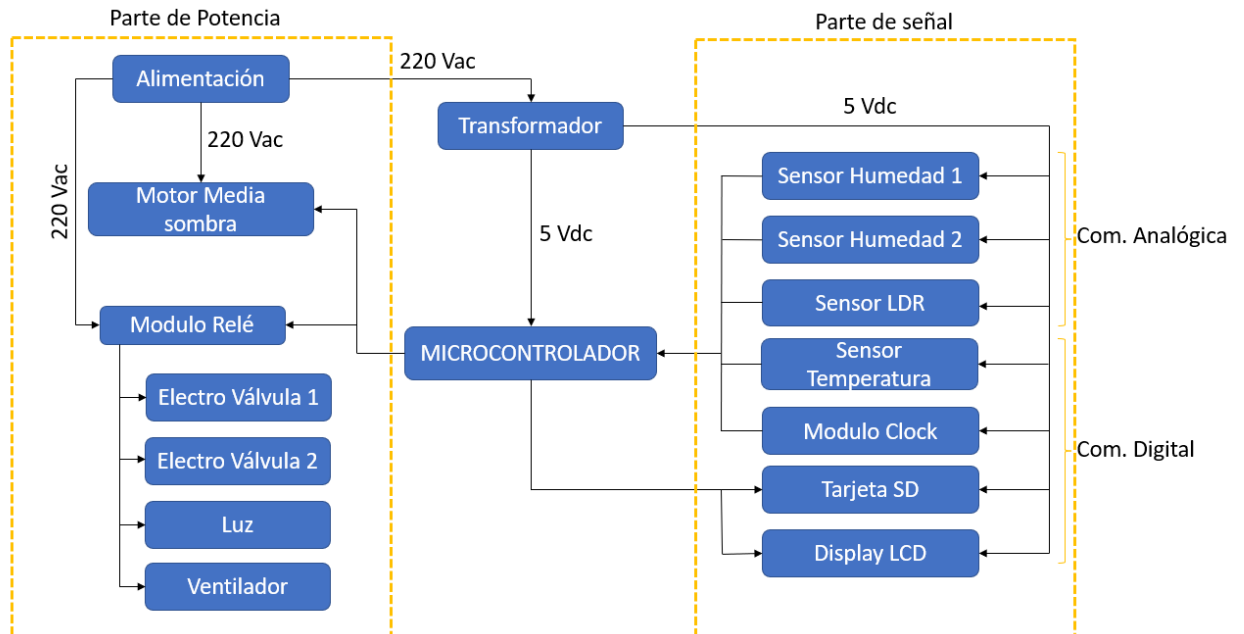 Parte de Potencia
Parte de señal
Alimentación
220 Vac
Transformador
5 Vdc
220 Vac
220 Vac
Motor Media
sombra
5 Vdc
Sensor Humedad 1
Sensor Humedad 2
Com. Analógica
Sensor LDR
Modulo Relé
MICROCONTROLADOR
Sensor
Temperatura
Electro Válvula 1
Modulo Clock
Com. Digital
Electro Válvula 2
Tarjeta SD
Luz
Display LCD
Ventilador